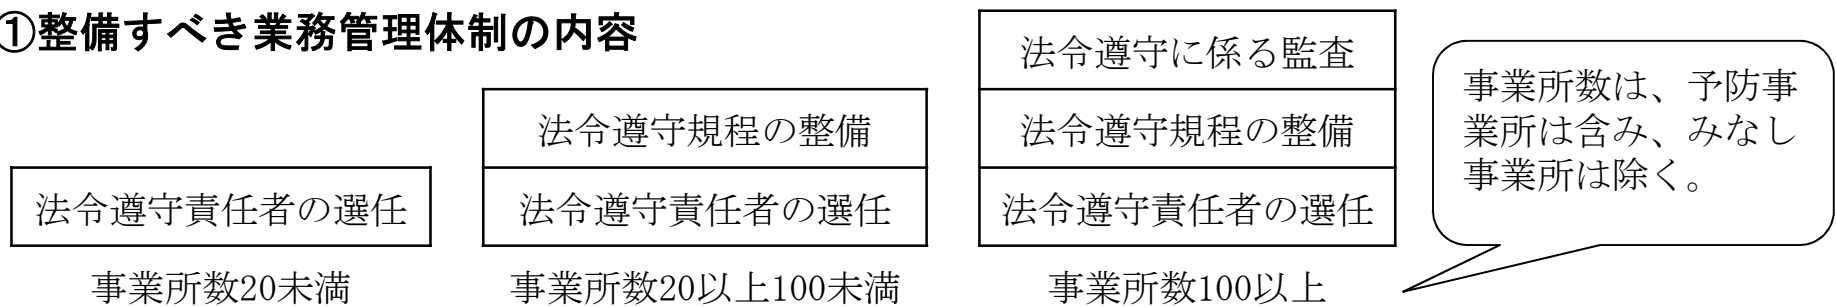 ①整備すべき業務管理体制の内容
法令遵守責任者の選任
事業所数20未満
法令遵守規程の整備
法令遵守責任者の選任
事業所数20以上100未満
法令遵守に係る監査
法令遵守規程の整備
法令遵守責任者の選任
事業所数100以上
事業所数は、予防事
業所は含み、みなし
事業所は除く。